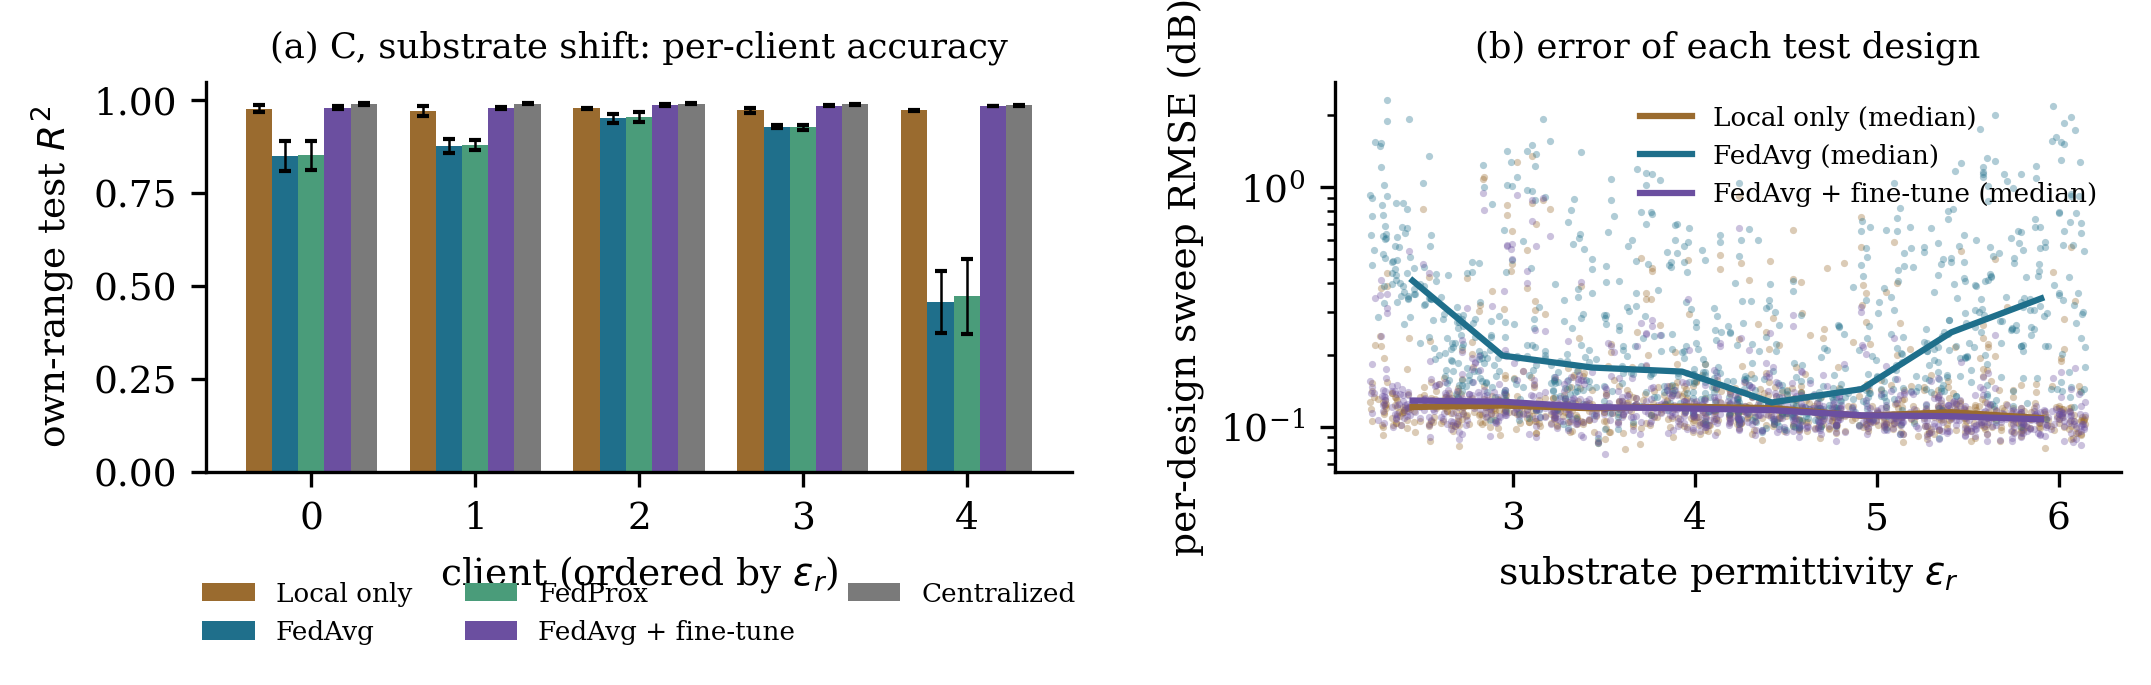 (a) C, substrate shift: per-client accuracy
own-range test R²
1.00
0.75
0.50
0.25
0.00
0 1 2 3 4
client (ordered by εᵣ)
Local only
FedAvg
FedProx
FedAvg + fine-tune
Centralized
(b) error of each test design
per-design sweep RMSE (dB)
10⁰
10⁻¹
Local only (median)
FedAvg (median)
FedAvg + fine-tune (median)
3 4 5 6
substrate permittivity εᵣ